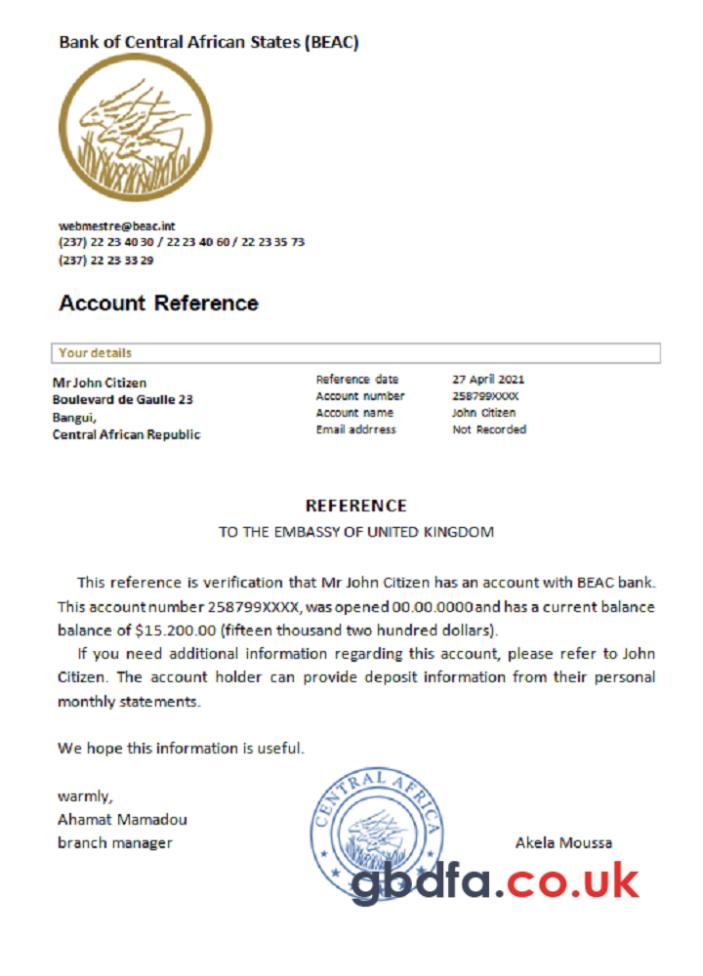 Bank of Central African States (BEAC)
webmestre@beac.int
(237) 22 23 40 30 / 22 23 40 60 / 22 23 35 73
(237) 22 23 33 29
Account Reference
Your details
Mr John Citizen
Boulevard de Gaulle 23
Bangui,
Central African Republic
Reference date 27 April 2021
Account number 258799XXXX
Account name John Citizen
Email addrress Not Recorded
REFERENCE
TO THE EMBASSY OF UNITED KINGDOM
This reference is verification that Mr John Citizen has an account with BEAC bank.
This account number 258799XXXX, was opened 00.00.0000 and has a current balance
balance of $15.200.00 (fifteen thousand two hundred dollars).
If you need additional information regarding this account, please refer to John
Citizen. The account holder can provide deposit information from their personal
monthly statements.
We hope this information is useful.
warmly,
Ahamat Mamadou
branch manager
CENTRAL AFRICA
Akela Moussa
gbdfa.co.uk